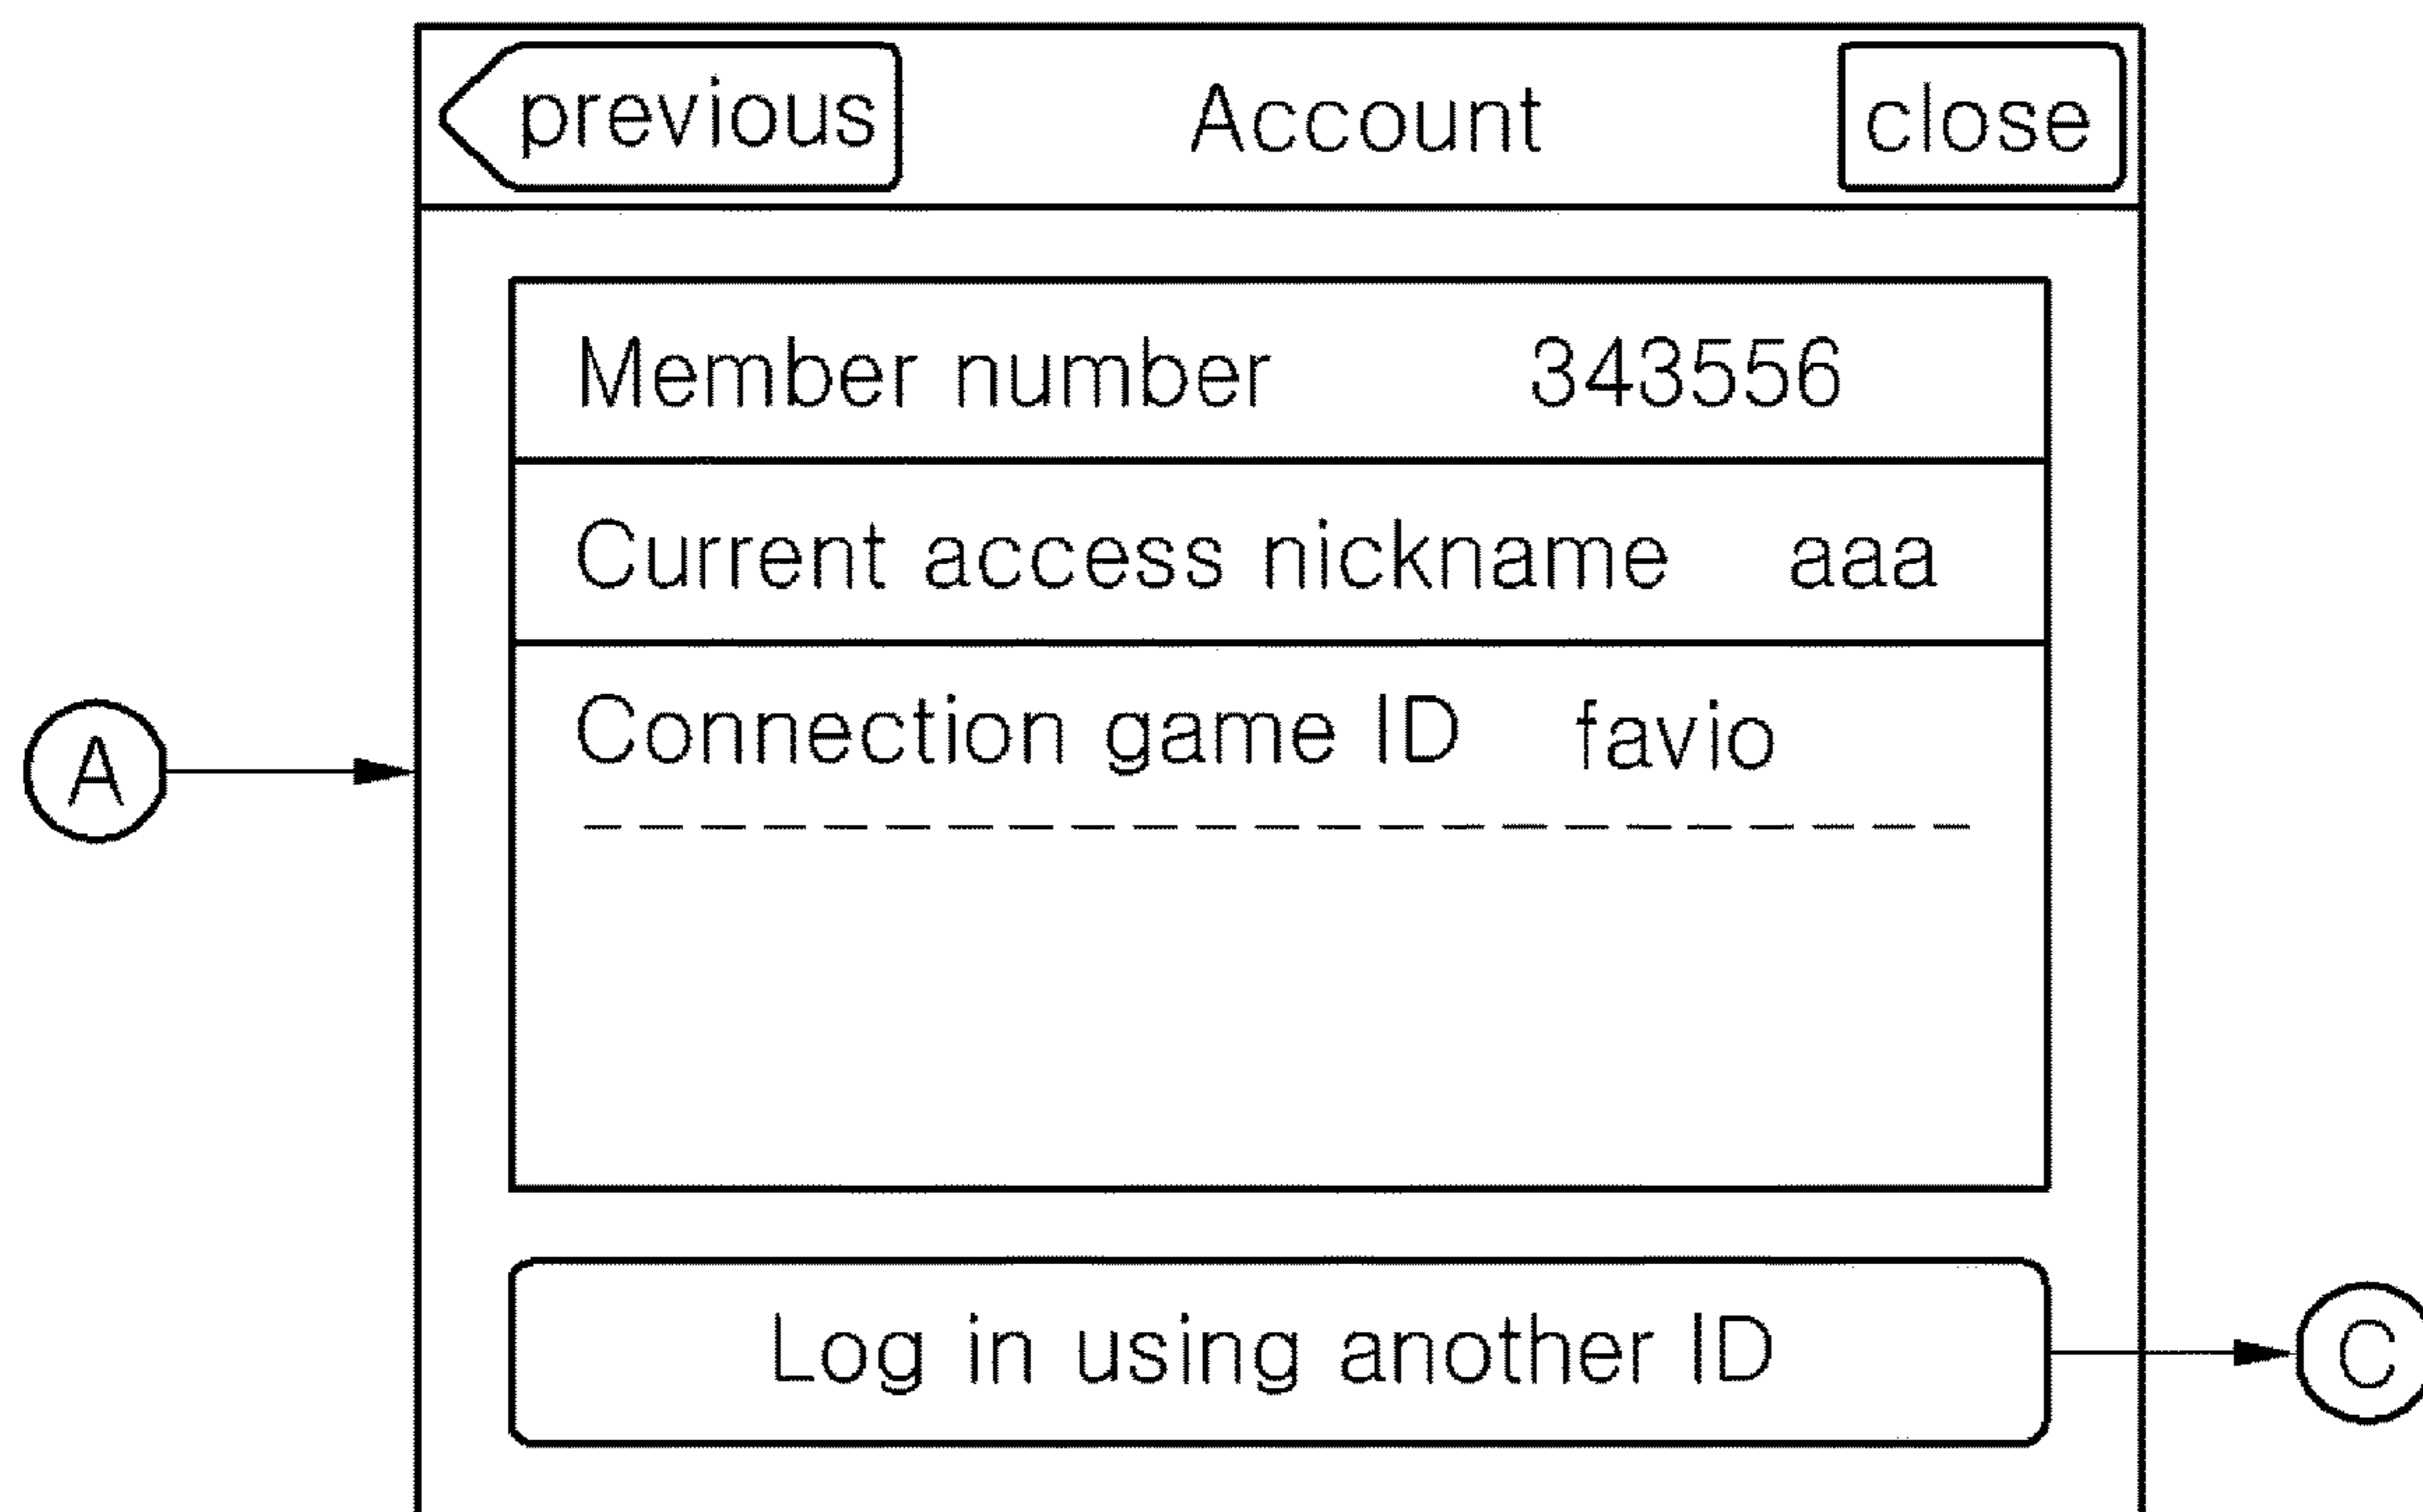 previous Account close
Member number 343556
Current access nickname aaa
Connection game ID favio
A
Log in using another ID
C